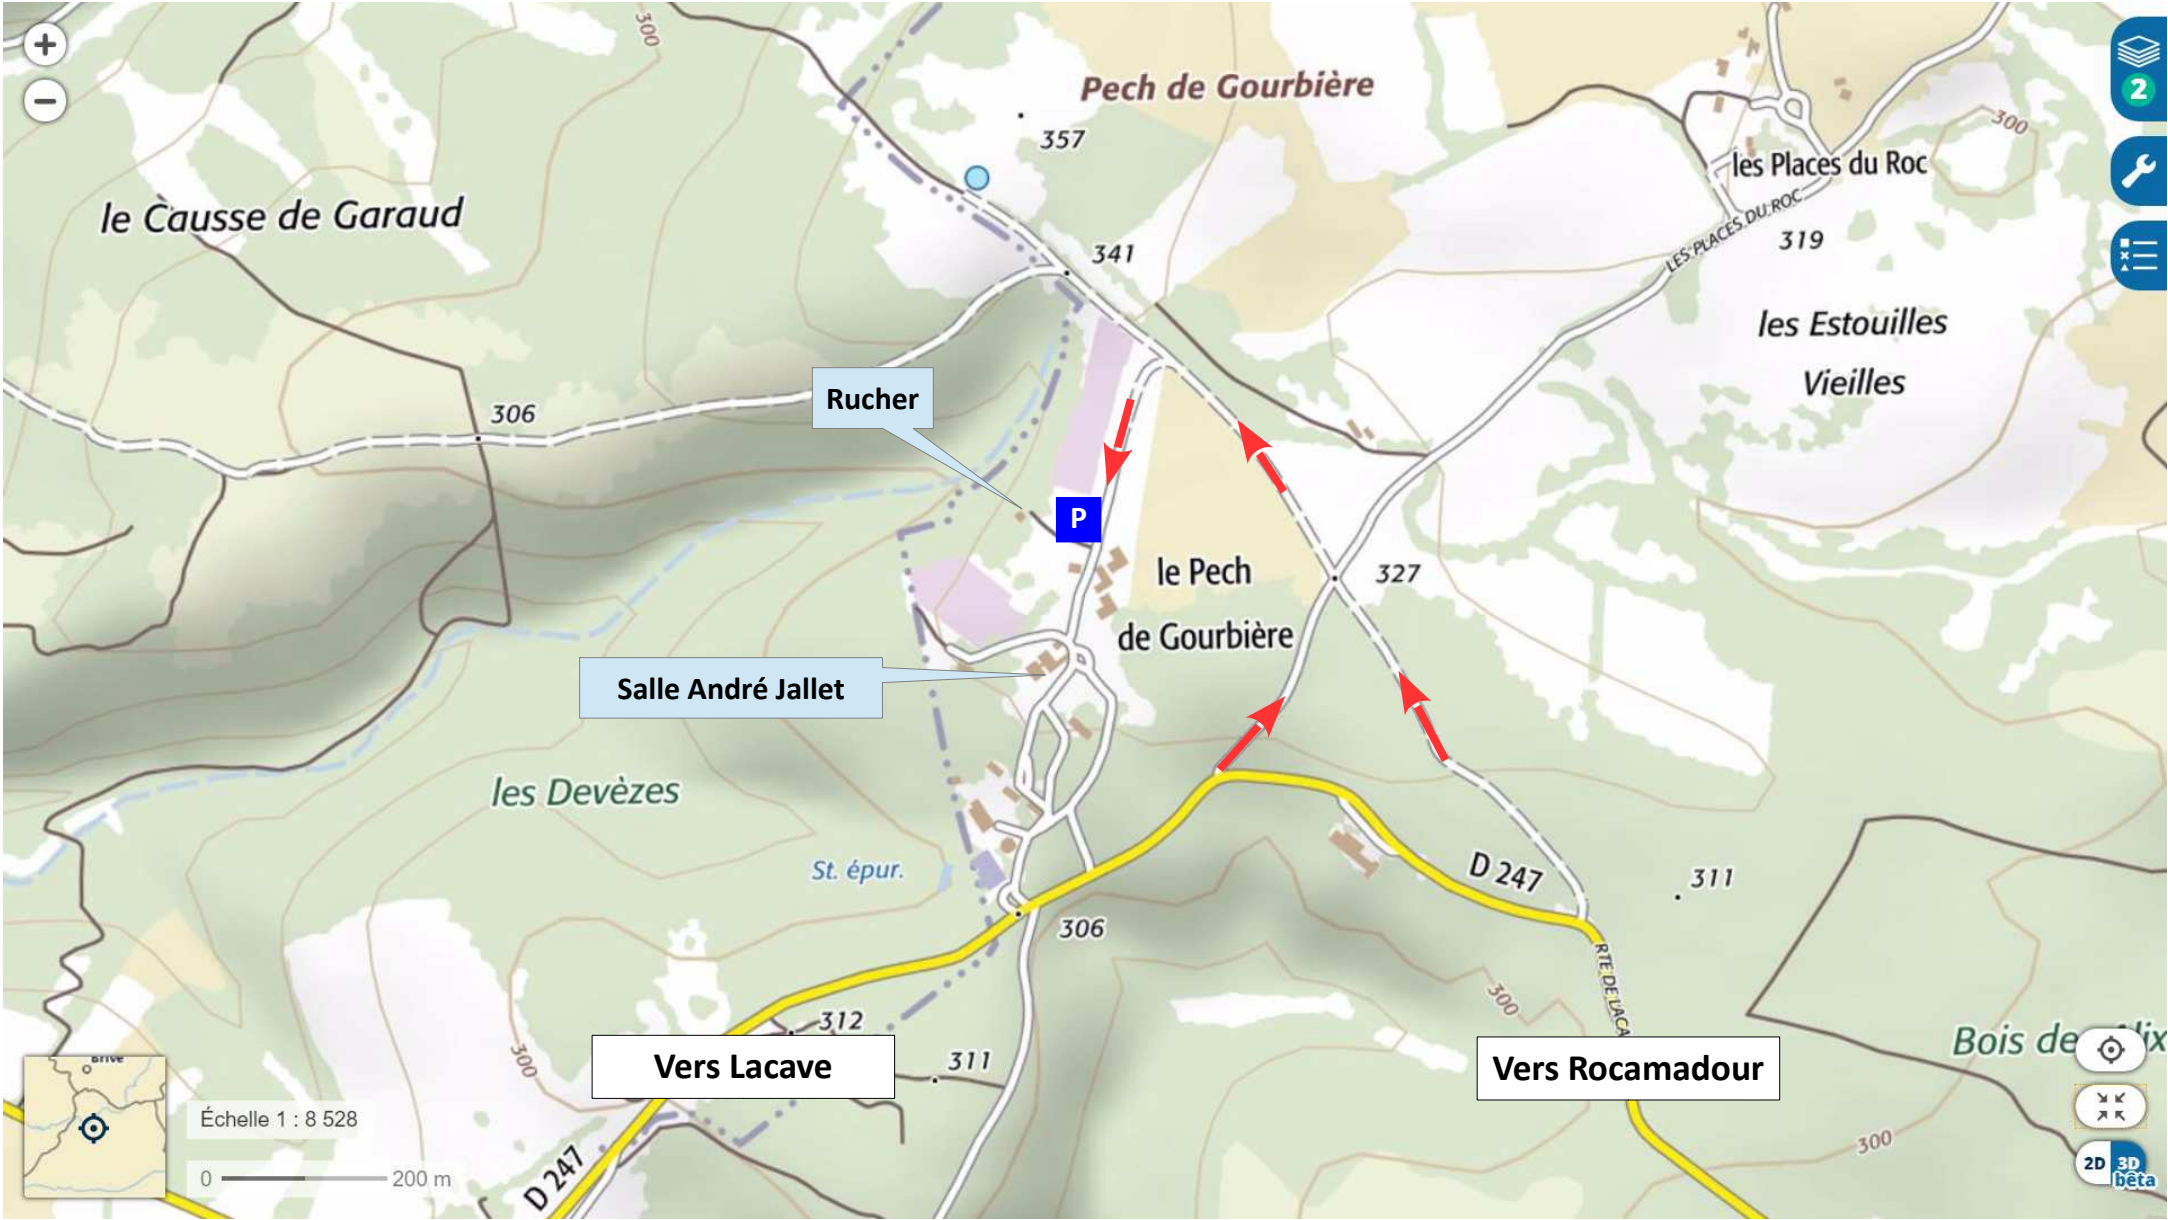 300
Pech de Gourbière
2
357
300
les Places du Roc
le Causse de Garaud
LES PLACES DU ROC
319
341
les Estouilles
Vieilles
Rucher
306
P
le Pech
de Gourbière
327
Salle André Jallet
les Devèzes
St. épur.
D 247
311
306
RTE DE LACA
300
312
Vers Lacave
311
300
Vers Rocamadour
Bois de
ix
Brive
Échelle 1 : 8 528
0
200 m
D 247
300
2D
3D
bêta